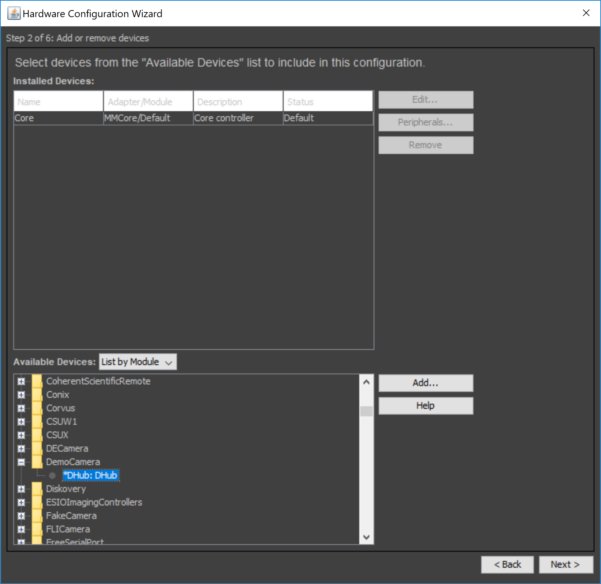 Hardware Configuration Wizard
Step 2 of 6: Add or remove devices
Select devices from the "Available Devices" list to include in this configuration.
Installed Devices:
Name Adapter/Module Description Status
Core MMCore/Default Core controller Default
Edit...
Peripherals...
Remove
Available Devices: List by Module
CoherentScientificRemote
Conix
Corvus
CSUW1
CSUX
DECamera
DemoCamera
*DHub: DHub
Diskovery
ESIOImagingControllers
FakeCamera
FLICamera
FreeSerialPort
Add...
Help
< Back Next >